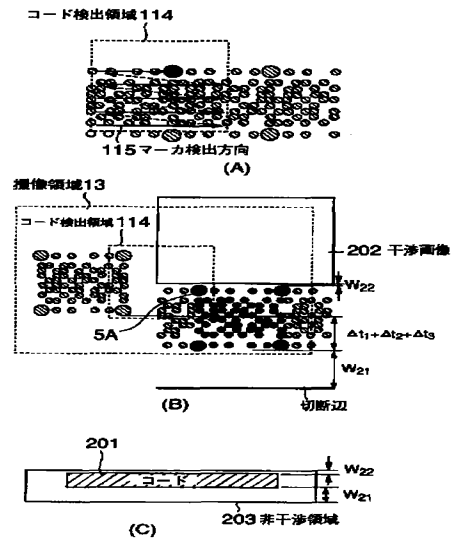 コード検出領域114
115マーカ検出方向
(A)
撮像領域13
コード検出領域114
202 干渉画像
W22
5A
Δt1+Δt2+Δt3
W21
(B)
切断辺
201
コード
W22
W21
203 非干渉領域
(C)